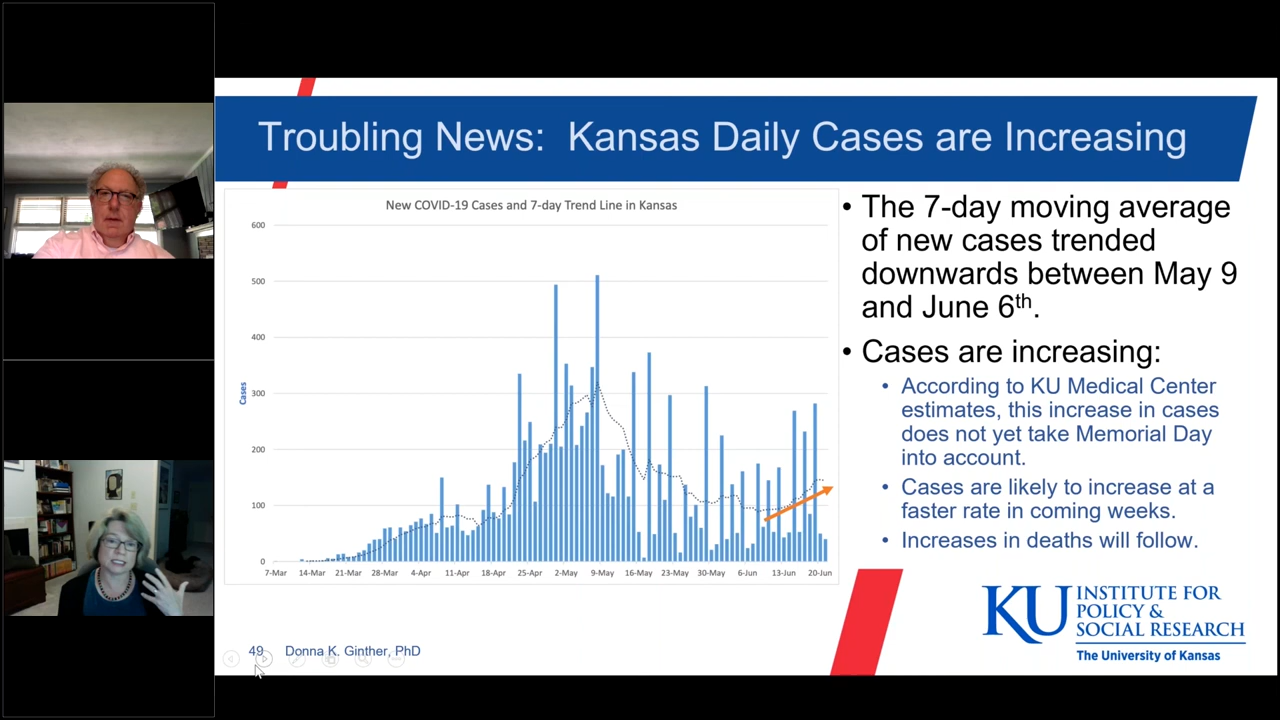 Troubling News: Kansas Daily Cases are Increasing
New COVID-19 Cases and 7-day Trend Line in Kansas
600
500
400
300
200
100
0
Cases
7-Mar 14-Mar 21-Mar 28-Mar 4-Apr 11-Apr 18-Apr 25-Apr 2-May 9-May 16-May 23-May 30-May 6-Jun 13-Jun 20-Jun
• The 7-day moving average
of new cases trended
downwards between May 9
and June 6th.
• Cases are increasing:
• According to KU Medical Center
estimates, this increase in cases
does not yet take Memorial Day
into account.
• Cases are likely to increase at a
faster rate in coming weeks.
• Increases in deaths will follow.
49 Donna K. Ginther, PhD
KU INSTITUTE FOR
POLICY &
SOCIAL RESEARCH
The University of Kansas